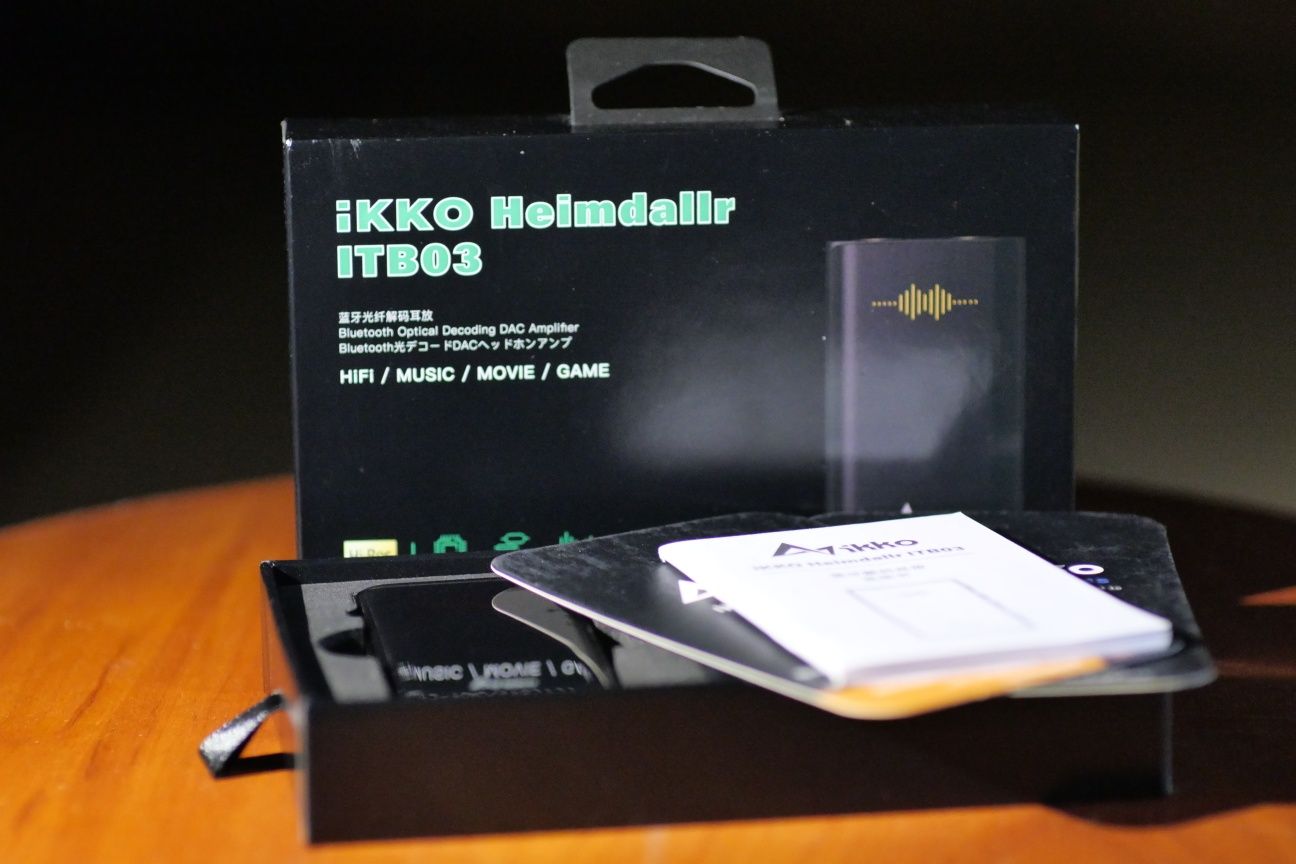 iKKO Heimdallr
ITB03
蓝牙光纤解码耳放
Bluetooth Optical Decoding DAC Amplifier
Bluetooth光デコードDACヘッドホンアンプ
HiFi / MUSIC / MOVIE / GAME
Hi-Res
ikko
iKKO Heimdallr ITB03